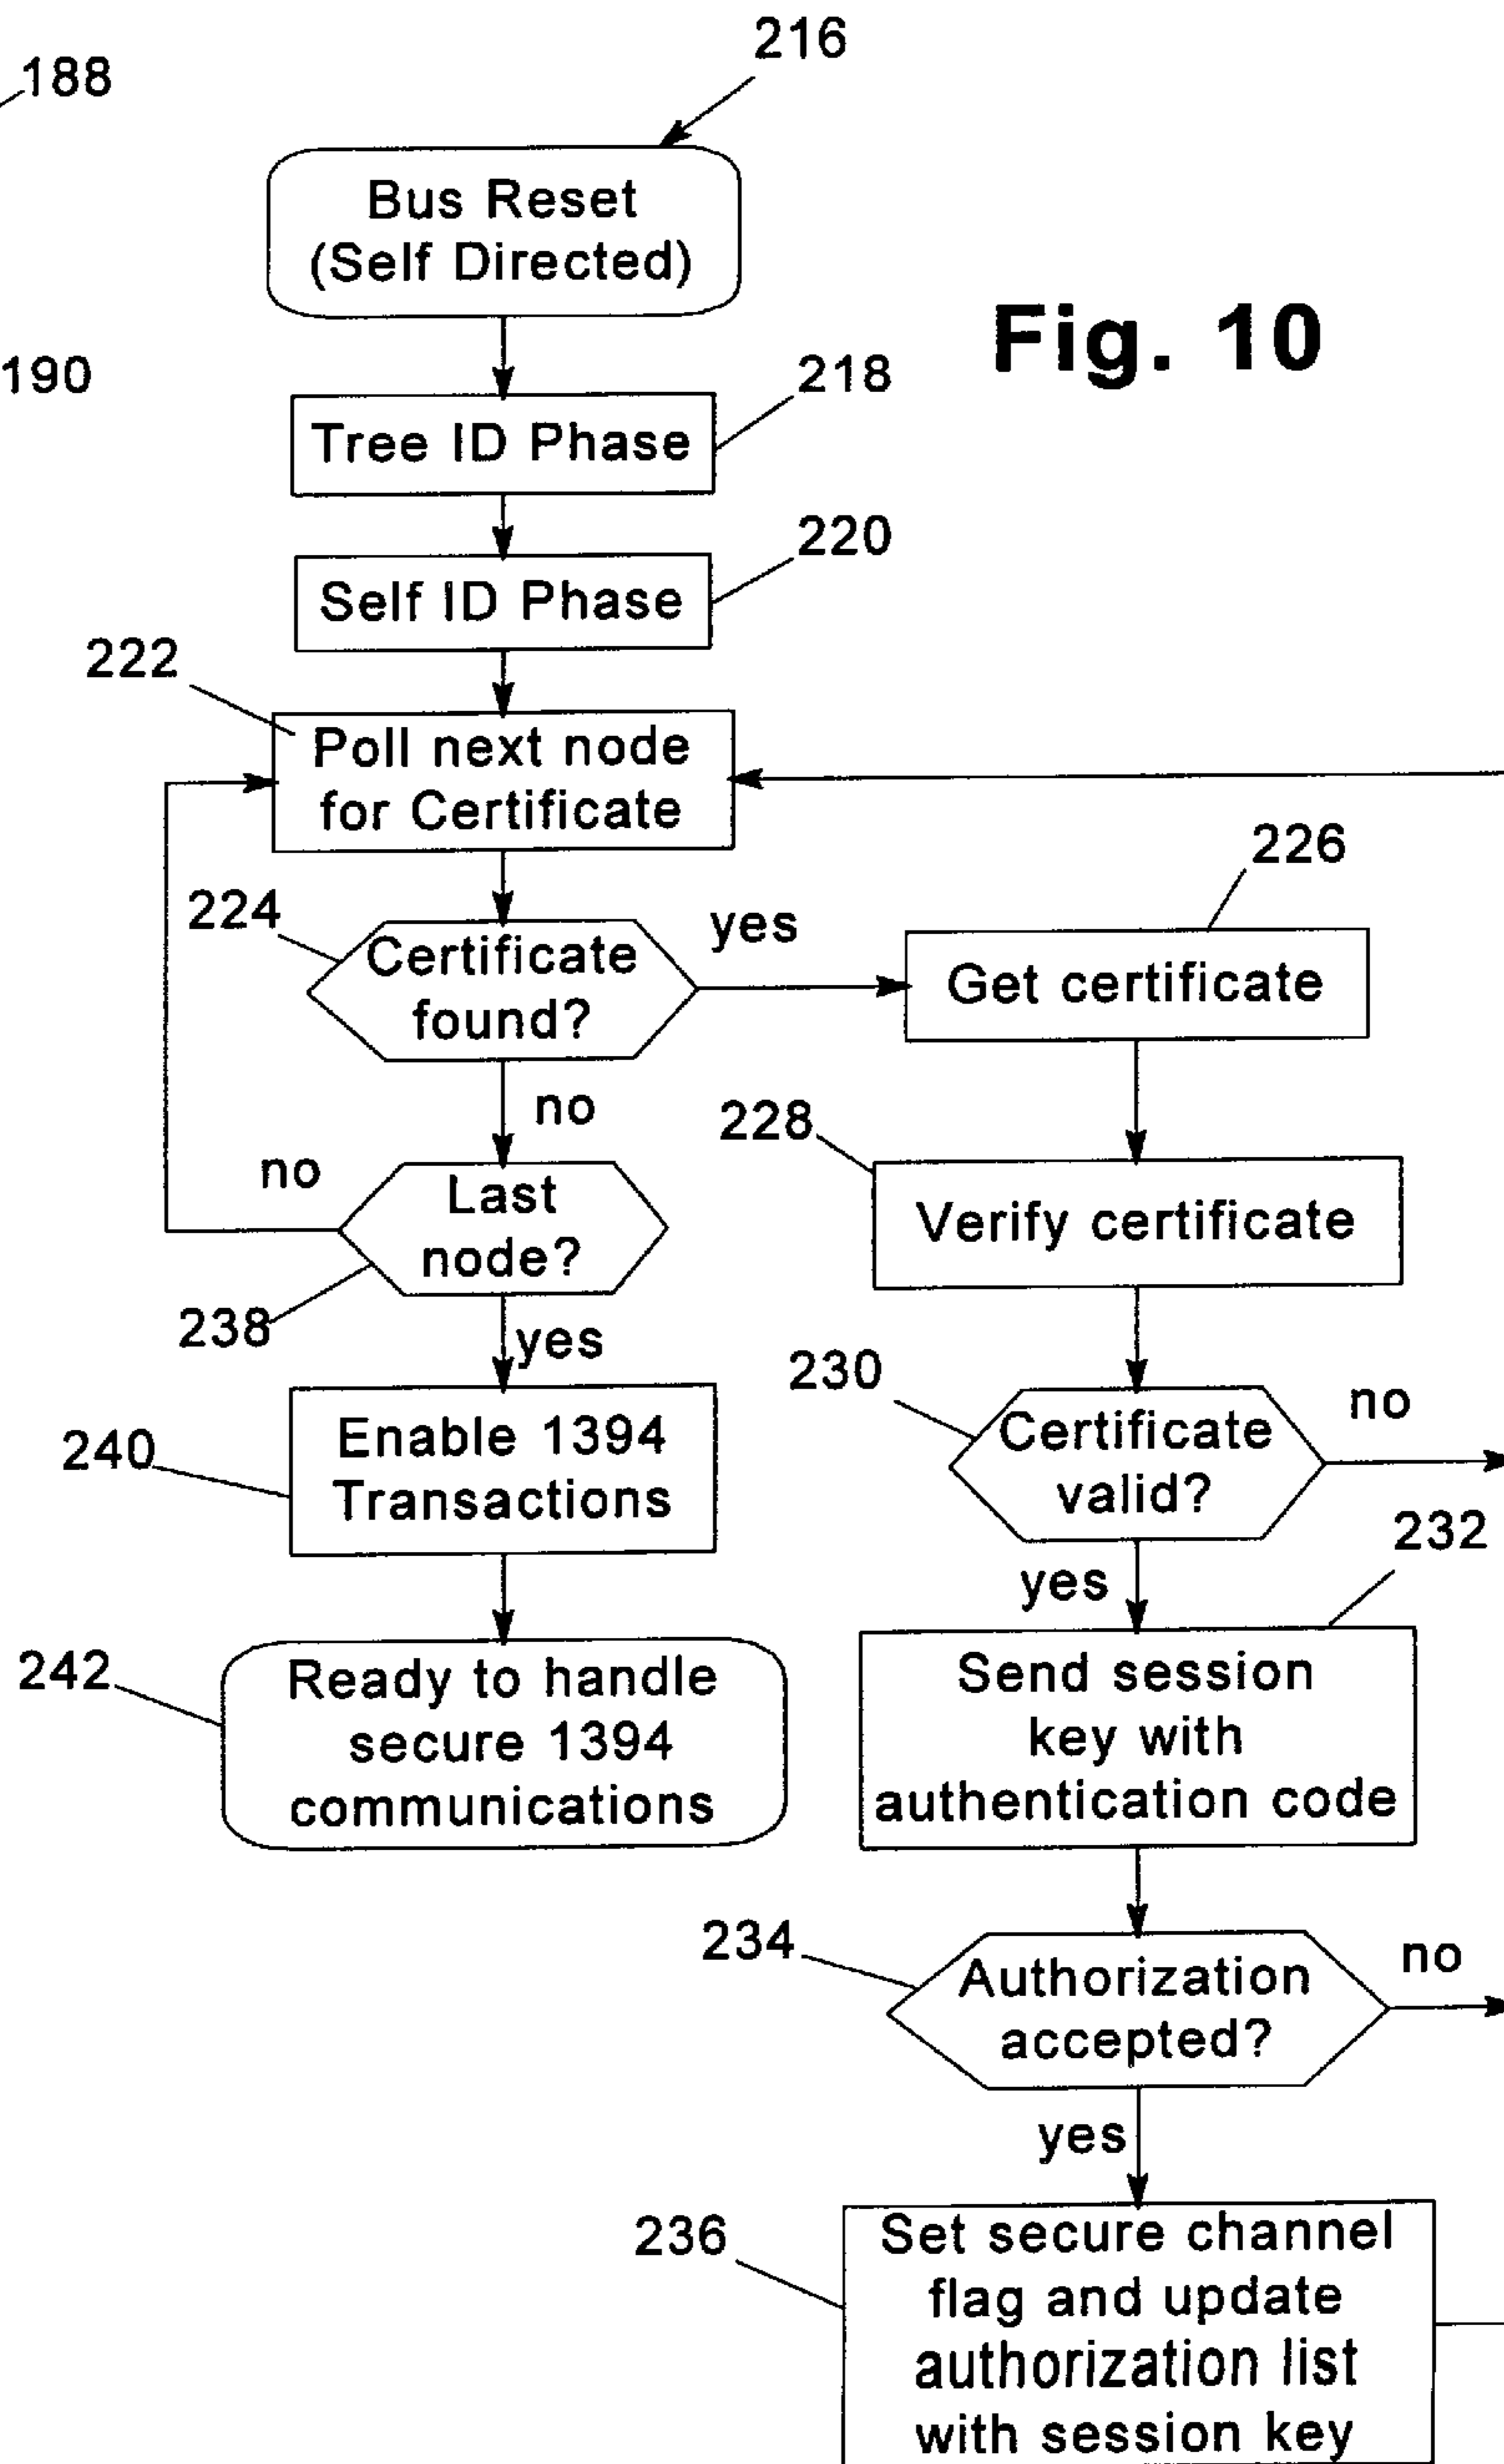 216
188
Bus Reset
(Self Directed)
Fig. 10
190
218
Tree ID Phase
220
Self ID Phase
222
Poll next node
for Certificate
226
224
yes
Certificate
found?
Get certificate
no
228
no
Last
node?
Verify certificate
238
yes
230
no
Certificate
valid?
240
Enable 1394
Transactions
232
yes
242
Ready to handle
secure 1394
communications
Send session
key with
authentication code
234
no
Authorization
accepted?
yes
236
Set secure channel
flag and update
authorization list
with session key